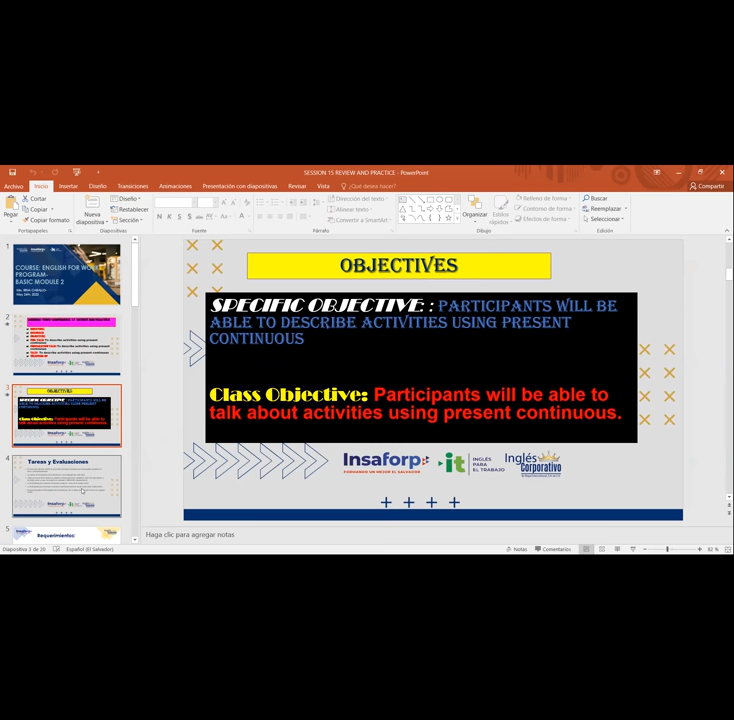 SESSION 15 REVIEW AND PRACTICE - PowerPoint
Archivo Inicio Insertar Diseño Transiciones Animaciones Presentación con diapositivas Revisar Vista ¿Qué desea hacer? Compartir
Cortar
Copiar
Copiar formato
Pegar
Portapapeles
Nueva
diapositiva
Diseño
Restablecer
Sección
Diapositivas
N K S
Fuente
Párrafo
Dirección del texto
Alinear texto
Convertir a SmartArt
Organizar
Estilos
rápidos
Relleno de forma
Contorno de forma
Efectos de forma
Dibujo
Buscar
Reemplazar
Seleccionar
Edición
1
COURSE: ENGLISH FOR WORK
PROGRAM-
BASIC MODULE 2
2
3
4
Tareas y Evaluaciones
5
Requerimientos:
OBJECTIVES
SPECIFIC OBJECTIVE: : PARTICIPANTS WILL BE
ABLE TO DESCRIBE ACTIVITIES USING PRESENT
CONTINUOUS
Class Objective: Participants will be able to
talk about activities using present continuous.
Insaforp
FORMANDO UN MEJOR EL SALVADOR
it
INGLÉS
PARA
EL TRABAJO
Inglés
Corporativo
Haga clic para agregar notas
Diapositiva 3 de 20 Español (El Salvador) Notas Comentarios 82 %